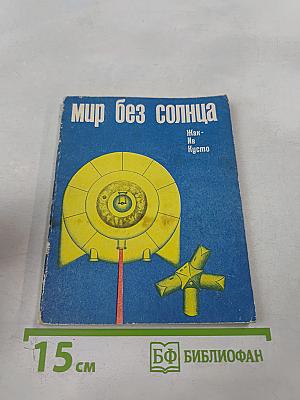 мир без солнца
Жак-
Ив
Кусто
15 см
БФ БИБЛИОФАН